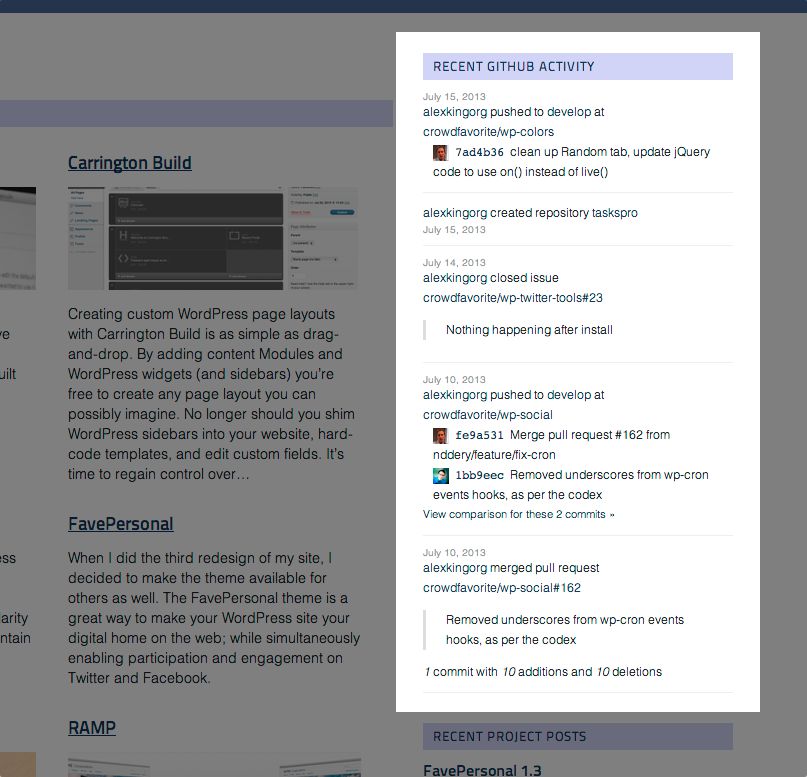 Carrington Build
Creating custom WordPress page layouts
with Carrington Build is as simple as drag-
and-drop. By adding content Modules and
WordPress widgets (and sidebars) you're
free to create any page layout you can
possibly imagine. No longer should you shim
WordPress sidebars into your website, hard-
code templates, and edit custom fields. It's
time to regain control over…
FavePersonal
When I did the third redesign of my site, I
decided to make the theme available for
others as well. The FavePersonal theme is a
great way to make your WordPress site your
digital home on the web; while simultaneously
enabling participation and engagement on
Twitter and Facebook.
RAMP
RECENT GITHUB ACTIVITY
July 15, 2013
alexkingorg pushed to develop at
crowdfavorite/wp-colors
7ad4b36 clean up Random tab, update jQuery
code to use on() instead of live()
alexkingorg created repository taskspro
July 15, 2013
July 14, 2013
alexkingorg closed issue
crowdfavorite/wp-twitter-tools#23
Nothing happening after install
July 10, 2013
alexkingorg pushed to develop at
crowdfavorite/wp-social
fe9a531 Merge pull request #162 from
nddery/feature/fix-cron
1bb9eec Removed underscores from wp-cron
events hooks, as per the codex
View comparison for these 2 commits »
July 10, 2013
alexkingorg merged pull request
crowdfavorite/wp-social#162
Removed underscores from wp-cron events
hooks, as per the codex
1 commit with 10 additions and 10 deletions
RECENT PROJECT POSTS
FavePersonal 1.3